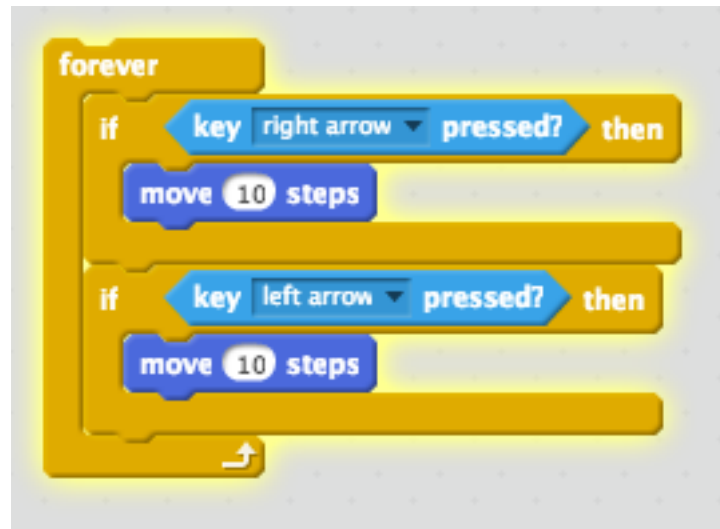 forever
if key right arrow pressed? then
move 10 steps
if key left arrow pressed? then
move 10 steps